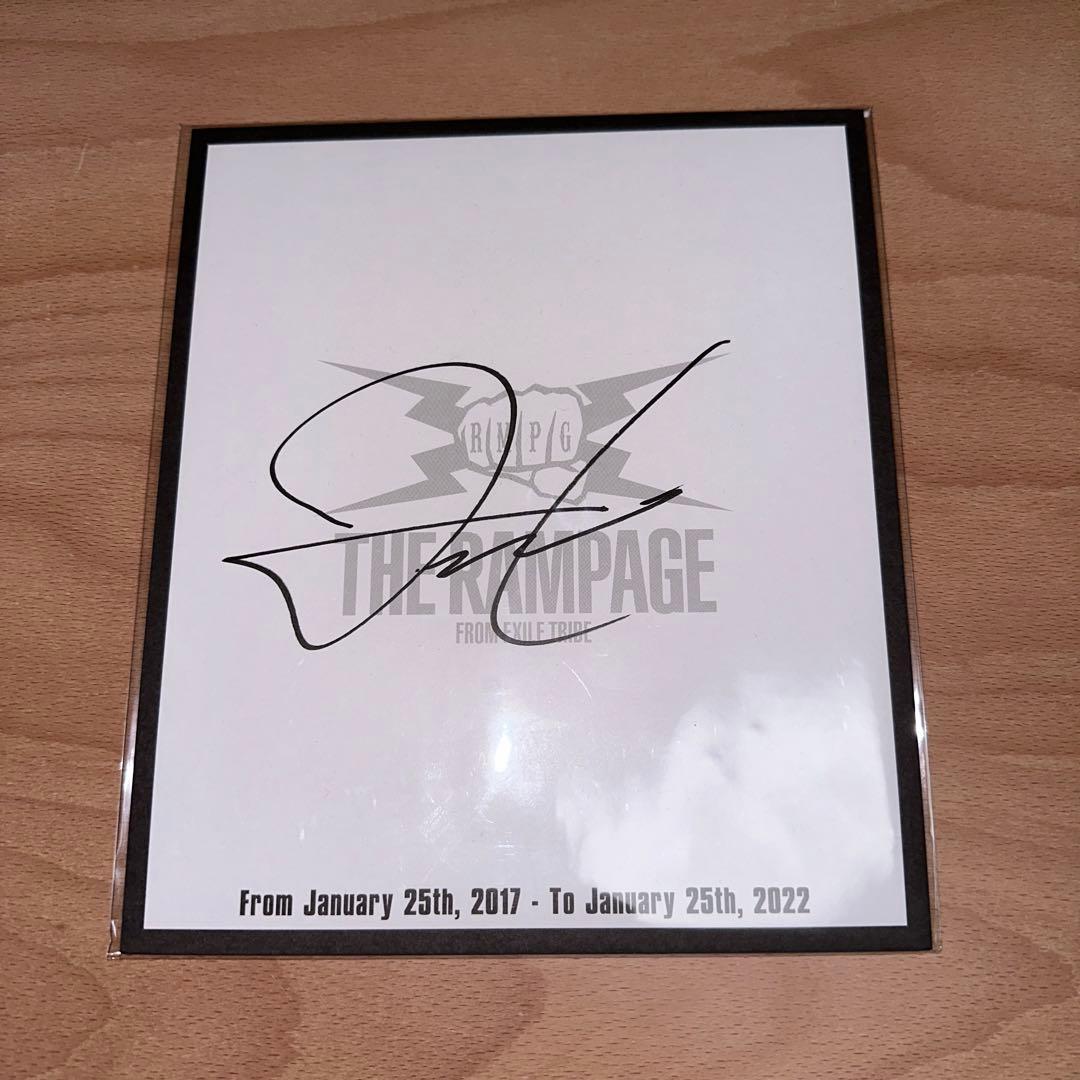 RMPG
THE RAMPAGE
FROM EXILE TRIBE
From January 25th, 2017 - To January 25th, 2022